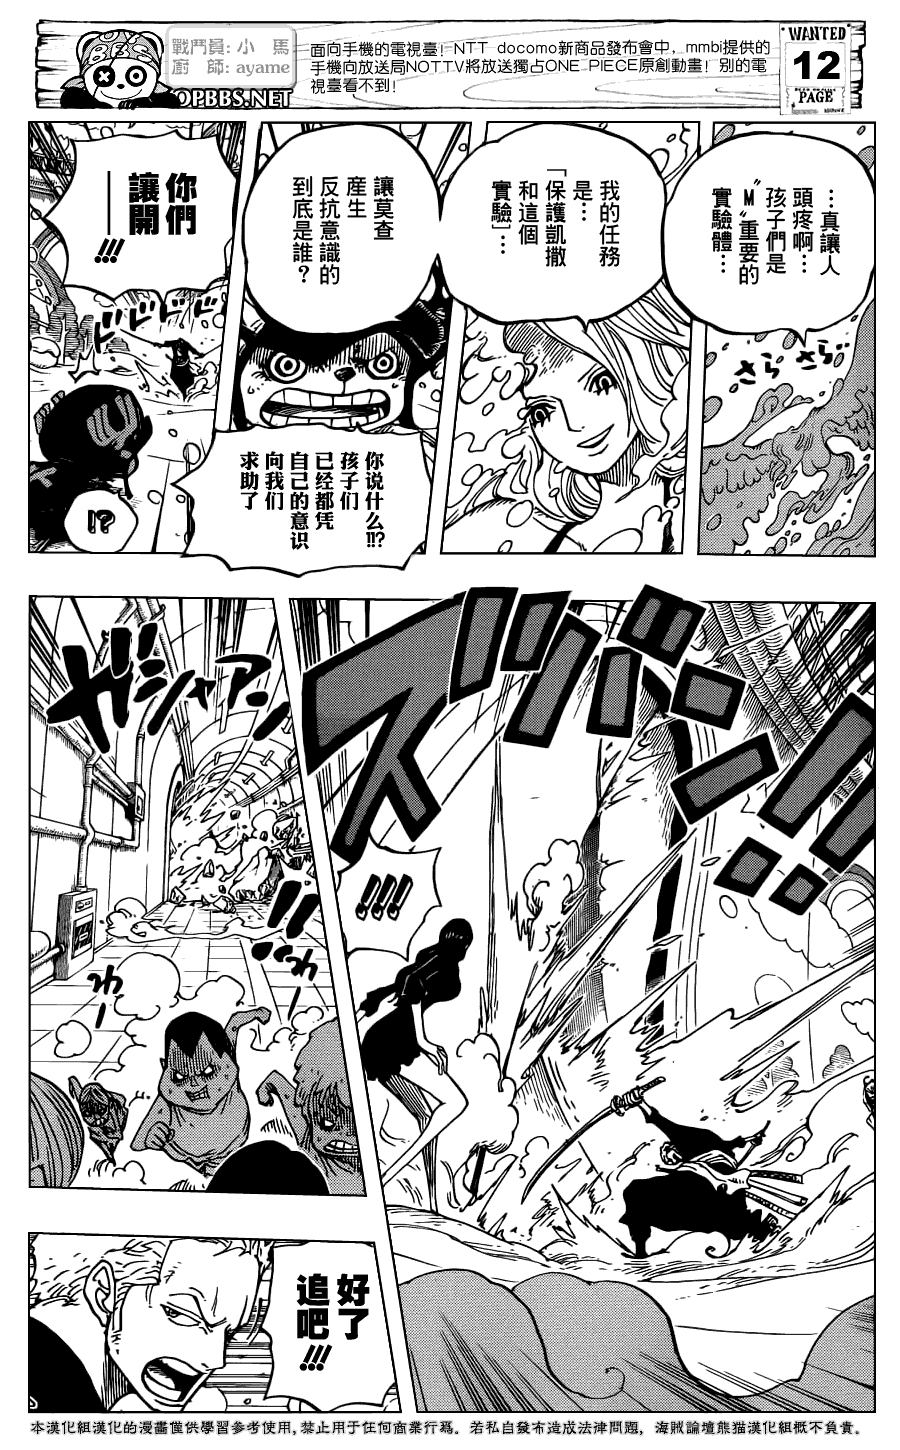 戰鬥員: 小 馬
廚 師: ayame
OPBBS.NET
面向手機的電視臺！NTT docomo新商品發布會中，mmbi提供的
手機向放送局NOTTV將放送獨占ONE PIECE原創動畫！別的電
視臺看不到！
WANTED
12
PAGE
…真讓人
頭疼啊…
孩子們是
"M"重要的
實驗體…
さらさら
我的任務
是…
「保護凱撒
和這個
實驗」…
讓莫查
產生
反抗意識的
到底是誰？
你说什么!!?
孩子们
已经都凭
自己的意识
向我们
求助了
你們
讓開
——!!!
ドドドド
!?
ズバン!!
!!!
ガシャアン
!!
わー
わー
好了
追吧!!!
本漢化組漢化的漫畫僅供學習參考使用,禁止用于任何商業行爲。若私自發布造成法律問題，海賊論壇熊猫漢化組概不負責。